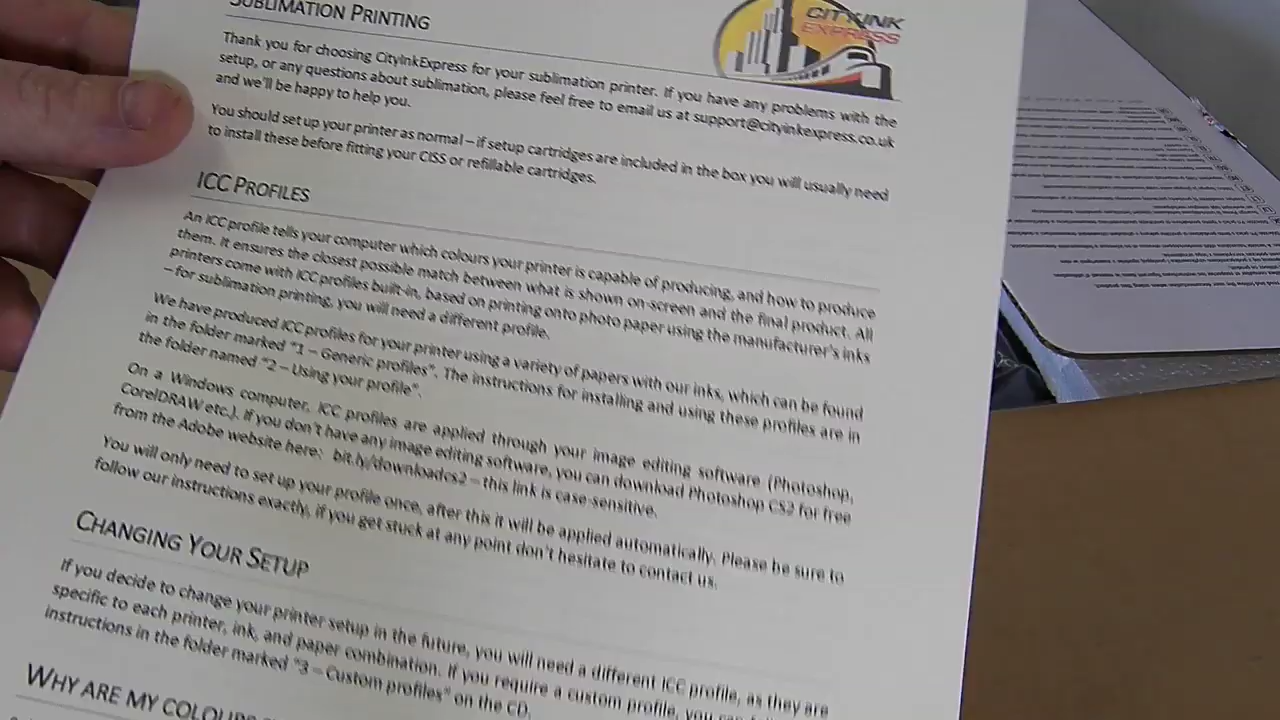 SUBLIMATION PRINTING
CITY INK
EXPRESS
Thank you for choosing CityInkExpress for your sublimation printer. If you have any problems with the
setup, or any questions about sublimation, please feel free to email us at support@cityinkexpress.co.uk
and we'll be happy to help you.
You should set up your printer as normal – if setup cartridges are included in the box you will usually need
to install these before fitting your CISS or refillable cartridges.
ICC PROFILES
An ICC profile tells your computer which colours your printer is capable of producing, and how to produce
them. It ensures the closest possible match between what is shown on-screen and the final product. All
printers come with ICC profiles built-in, based on printing onto photo paper using the manufacturer's inks
– for sublimation printing, you will need a different profile.
We have produced ICC profiles for your printer using a variety of papers with our inks, which can be found
in the folder marked "1 – Generic profiles". The instructions for installing and using these profiles are in
the folder named "2 – Using your profile".
On a Windows computer, ICC profiles are applied through your image editing software (Photoshop,
CorelDRAW etc.). If you don't have any image editing software, you can download Photoshop CS2 for free
from the Adobe website here: bit.ly/downloadcs2 – this link is case-sensitive.
You will only need to set up your profile once, after this it will be applied automatically. Please be sure to
follow our instructions exactly, if you get stuck at any point don't hesitate to contact us.
CHANGING YOUR SETUP
If you decide to change your printer setup in the future, you will need a different ICC profile, as they are
specific to each printer, ink, and paper combination. If you require a custom profile, you can
instructions in the folder marked "3 – Custom profiles" on the CD.
WHY ARE MY COLOURS